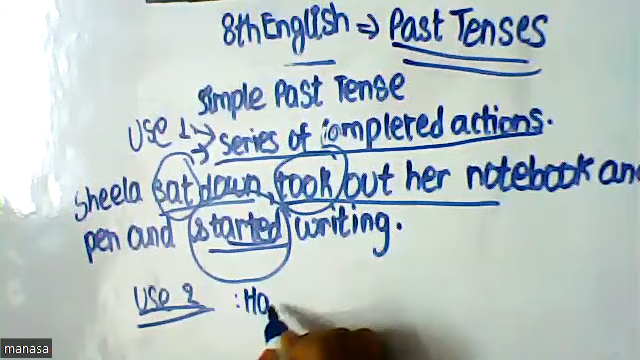 8th English ⇒ Past Tenses
Simple Past Tense
Use 1 → series of completed actions.
Sheela sat down, took out her notebook an
pen and started writing.
Use 2 : Ho
manasa